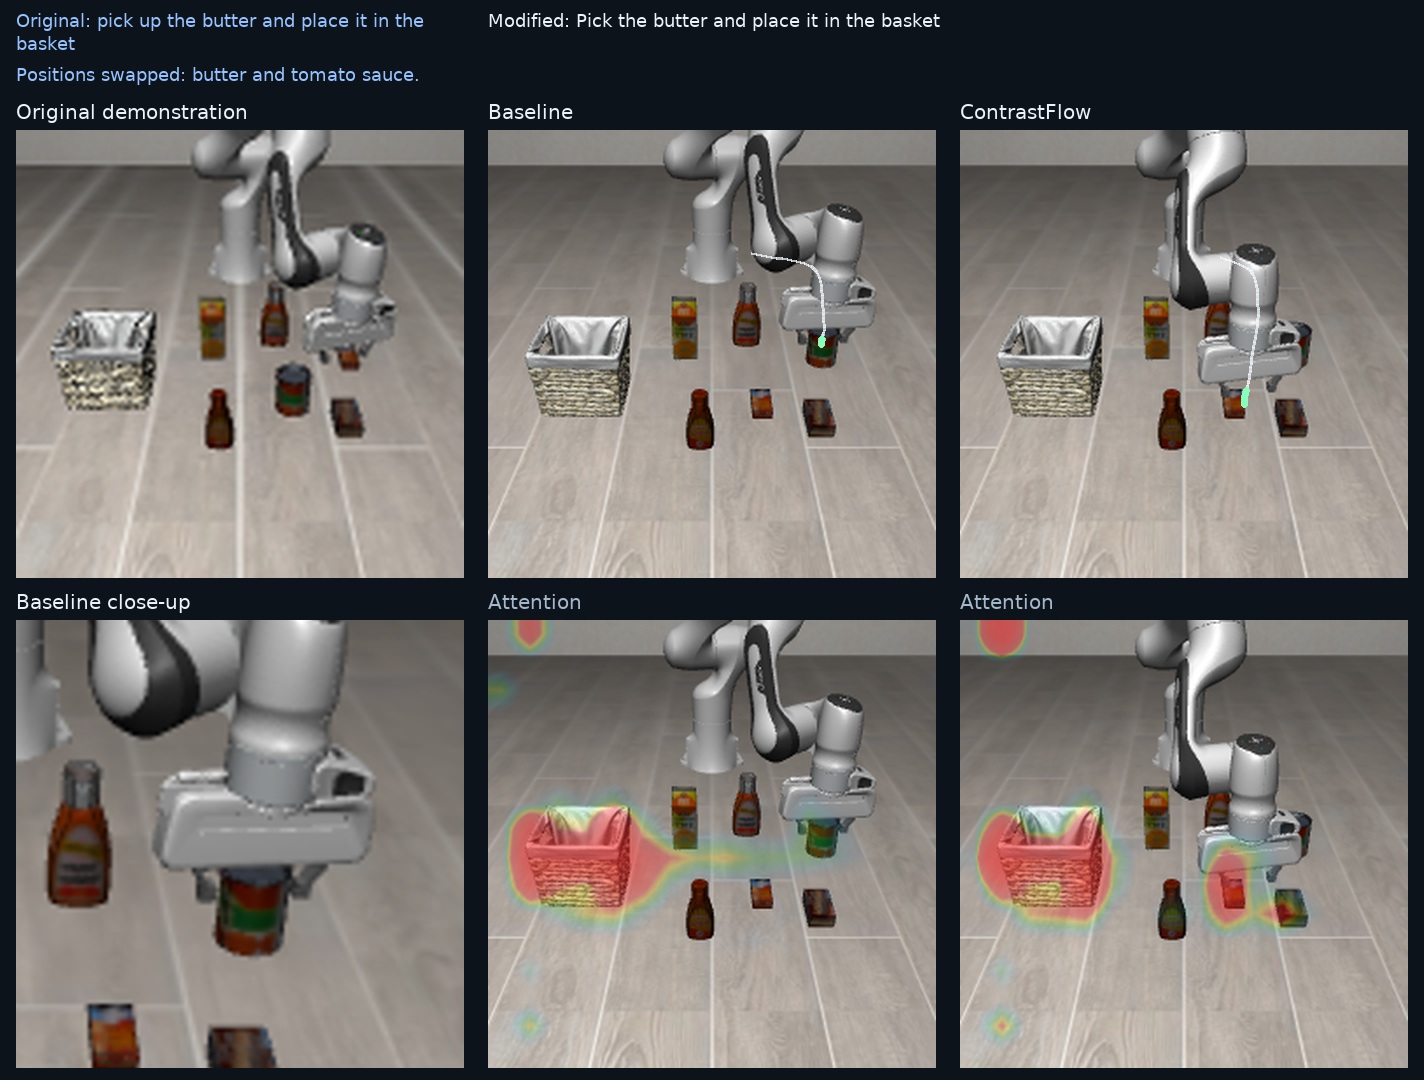 Original: pick up the butter and place it in the
basket
Positions swapped: butter and tomato sauce.
Modified: Pick the butter and place it in the basket
Original demonstration
Baseline
ContrastFlow
Baseline close-up
Attention
Attention